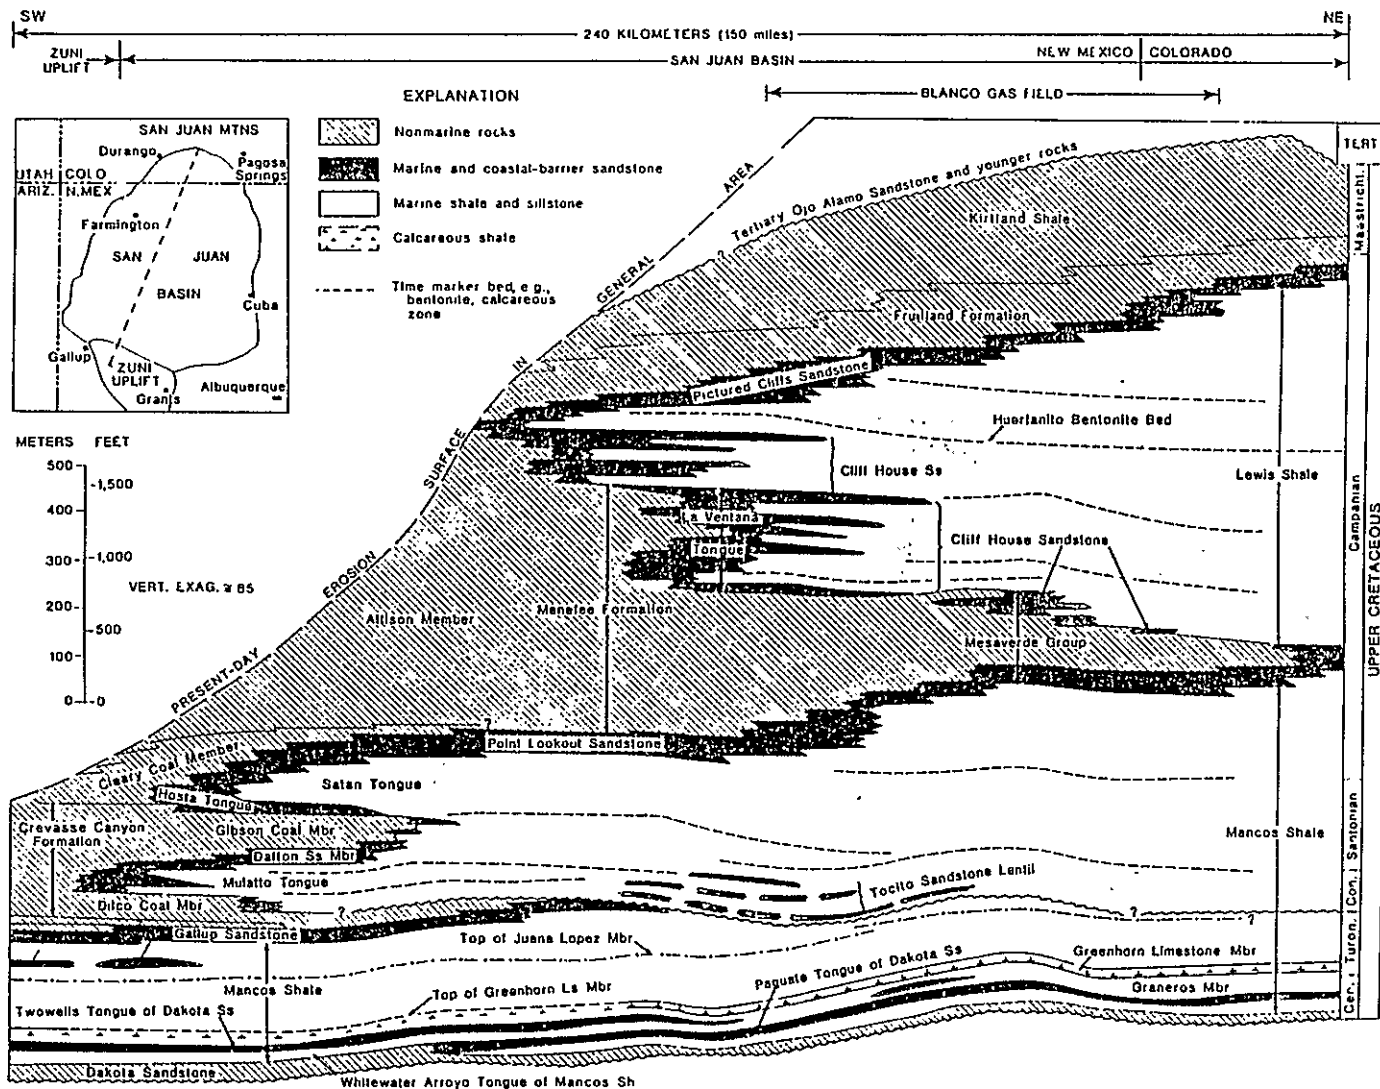 SW
NE
240 KILOMETERS (150 miles)
ZUNI
UPLIFT
SAN JUAN BASIN
NEW MEXICO
COLORADO
BLANCO GAS FIELD
EXPLANATION
Nonmarine rocks
Marine and coastal-barrier sandstone
Marine shale and siltstone
Calcareous shale
Time marker bed, e.g.,
bentonite, calcareous
zone
SAN JUAN MTNS
Durango
Pagosa
Springs
UTAH
COLO
ARIZ.
N.MEX
Farmington
SAN
JUAN
BASIN
Cuba
Gallup
ZUNI
UPLIFT
Grants
Albuquerque
METERS FEET
500
1,500
400
300
1,000
200
500
100
0
0
VERT. EXAG. ≅ 85
PRESENT-DAY
EROSION
SURFACE
IN
GENERAL
AREA
? Tertiary Ojo Alamo Sandstone and younger rocks
Kirtland Shale
Fruitland Formation
Pictured Cliffs Sandstone
Huerfanito Bentonite Bed
Cliff House Ss
Lewis Shale
La Ventana
Tongue
Cliff House Sandstone
Allison Member
Menefee Formation
Mesaverde Group
?
Point Lookout Sandstone
Cleary Coal Member
Satan Tongue
Hosta Tongue
Crevasse Canyon
Formation
Gibson Coal Mbr
Dalton Ss Mbr
Mancos Shale
Mulatto Tongue
Tocito Sandstone Lentil
Dilco Coal Mbr
?
?
?
Gallup Sandstone
Top of Juana Lopez Mbr
Greenhorn Limestone Mbr
Paguate Tongue of Dakota Ss
Mancos Shale
Top of Greenhorn Ls Mbr
Graneros Mbr
Twowells Tongue of Dakota Ss
Dakota Sandstone
Whitewater Arroyo Tongue of Mancos Sh
TERT
Maastricht.
Campanian
Santonian
Con.
Turon.
Cen.
UPPER CRETACEOUS